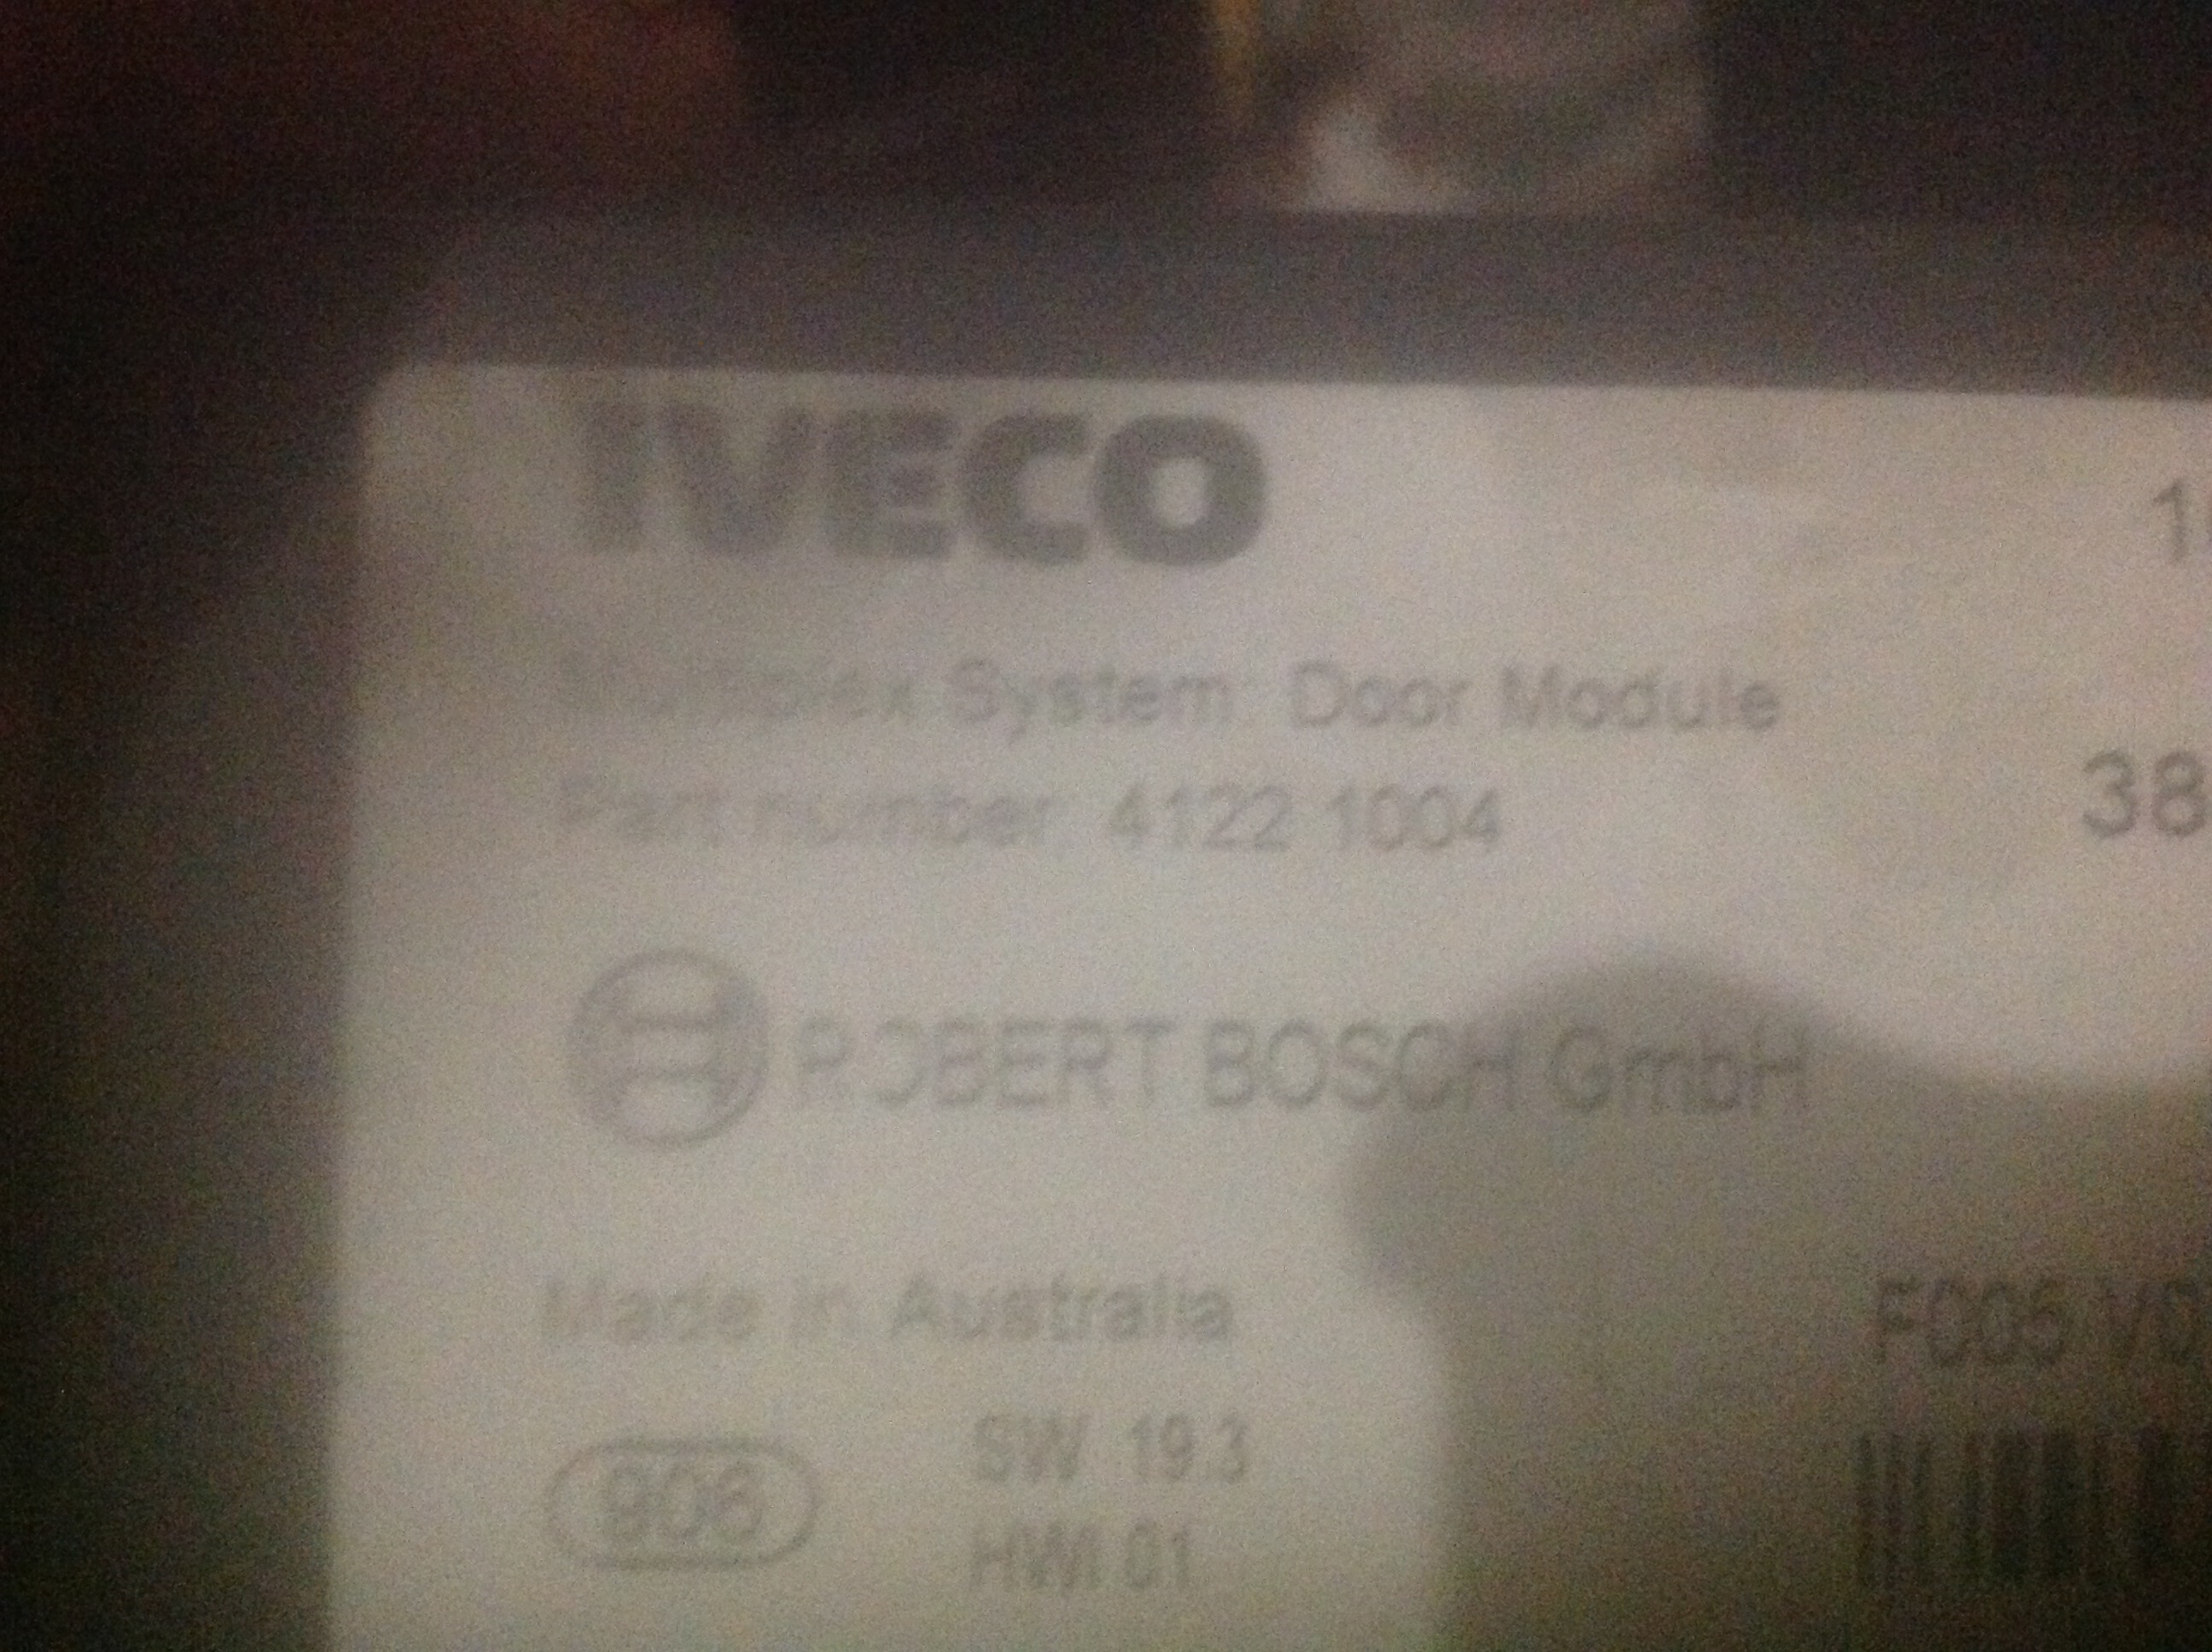 IVECO
System Door Module
38
Part number 4122 1004
ROBERT BOSCH GmbH
Made in Australia
FC05
906
SW 19.3
HW 01